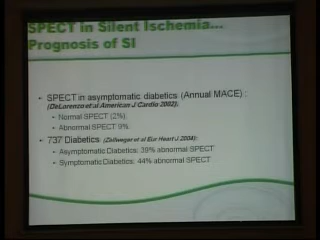 SPECT in Silent Ischemia...
Prognosis of SI
- SPECT in asymptomatic diabetics (Annual MACE) :
(DeLorenzo et al American J Cardio 2002):
- Normal SPECT (2%)
- Abnormal SPECT 9%
- 737 Diabetics (Zellweger et al Eur Heart J 2004):
- Asymptomatic Diabetics: 39% abnormal SPECT
- Symptomatic Diabetics: 44% abnormal SPECT